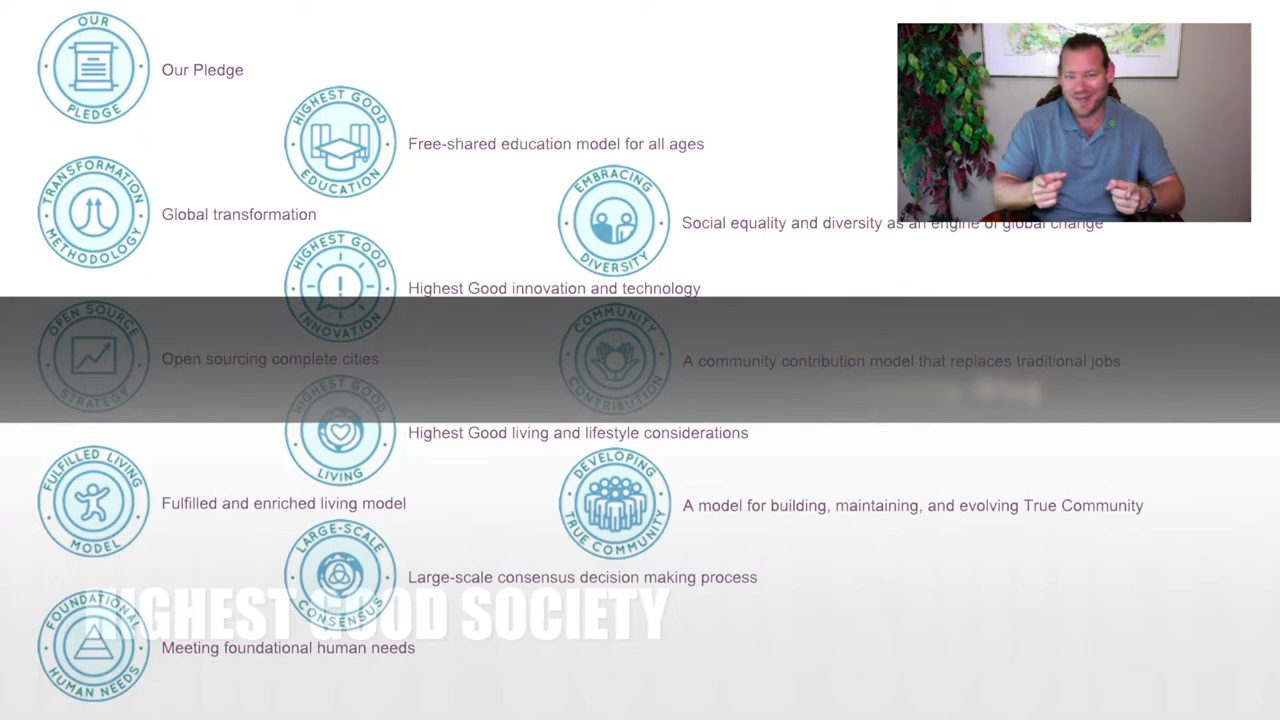 OUR PLEDGE
Our Pledge
HIGHEST GOOD EDUCATION
Free-shared education model for all ages
TRANSFORMATION METHODOLOGY
Global transformation
EMBRACING DIVERSITY
Social equality and diversity as an engine of global change
HIGHEST GOOD INNOVATION
Highest Good innovation and technology
OPEN SOURCE STRATEGY
Open sourcing complete cities
COMMUNITY CONTRIBUTION
A community contribution model that replaces traditional jobs
HIGHEST GOOD LIVING
Highest Good living and lifestyle considerations
FULFILLED LIVING MODEL
Fulfilled and enriched living model
DEVELOPING TRUE COMMUNITY
A model for building, maintaining, and evolving True Community
LARGE-SCALE CONSENSUS
Large-scale consensus decision making process
HIGHEST GOOD SOCIETY
FOUNDATIONAL HUMAN NEEDS
Meeting foundational human needs